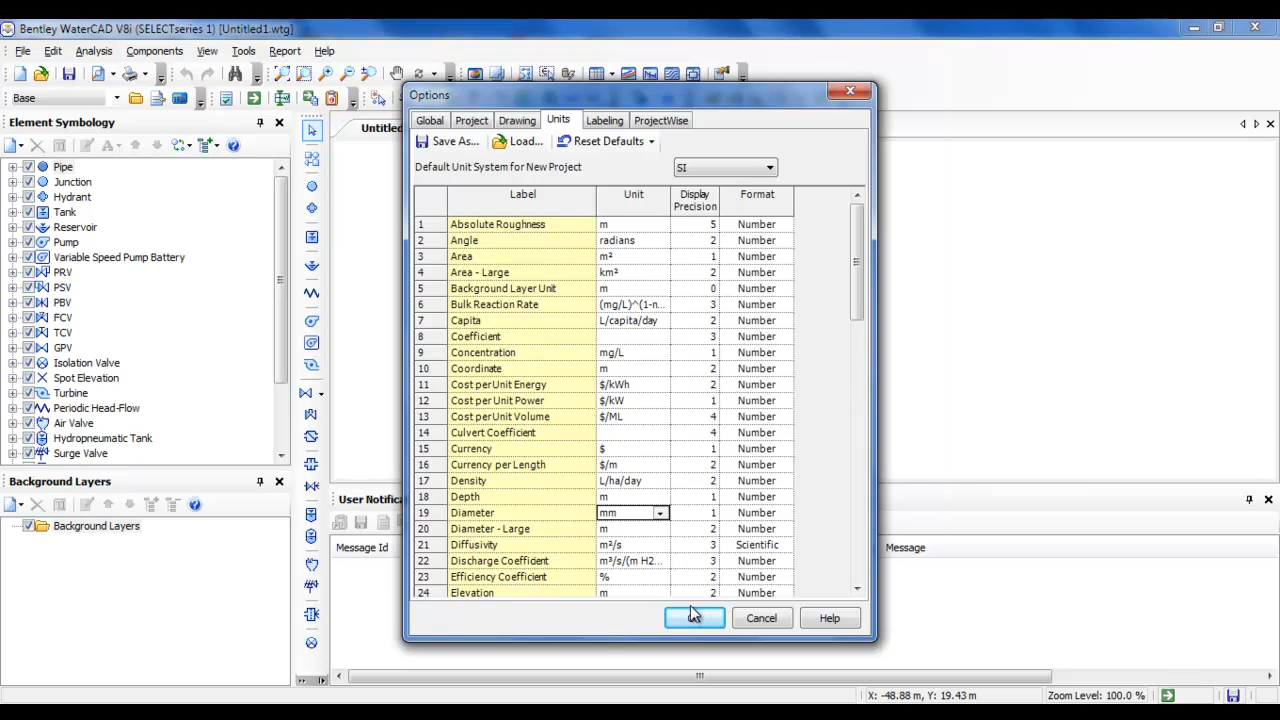 Bentley WaterCAD V8i (SELECTseries 1) [Untitled1.wtg]
File Edit Analysis Components View Tools Report Help
Base
Element Symbology
Pipe
Junction
Hydrant
Tank
Reservoir
Pump
Variable Speed Pump Battery
PRV
PSV
PBV
FCV
TCV
GPV
Isolation Valve
Spot Elevation
Turbine
Periodic Head-Flow
Air Valve
Hydropneumatic Tank
Surge Valve
Background Layers
Background Layers
Options
Global Project Drawing Units Labeling ProjectWise
Save As... Load... Reset Defaults
Default Unit System for New Project SI
Label Unit Display Precision Format
1 Absolute Roughness m 5 Number
2 Angle radians 2 Number
3 Area m² 1 Number
4 Area - Large km² 2 Number
5 Background Layer Unit m 0 Number
6 Bulk Reaction Rate (mg/L)^(1-n... 3 Number
7 Capita L/capita/day 2 Number
8 Coefficient 3 Number
9 Concentration mg/L 1 Number
10 Coordinate m 2 Number
11 Cost per Unit Energy $/kWh 2 Number
12 Cost per Unit Power $/kW 1 Number
13 Cost per Unit Volume $/ML 4 Number
14 Culvert Coefficient 4 Number
15 Currency $ 1 Number
16 Currency per Length $/m 2 Number
17 Density L/ha/day 2 Number
18 Depth m 1 Number
19 Diameter mm 1 Number
20 Diameter - Large m 2 Number
21 Diffusivity m²/s 3 Scientific
22 Discharge Coefficient m³/s/(m H2... 3 Number
23 Efficiency Coefficient % 2 Number
24 Elevation m 2 Number
Cancel Help
User Notifica
Message Id Message
X: -48.88 m, Y: 19.43 m Zoom Level: 100.0 %